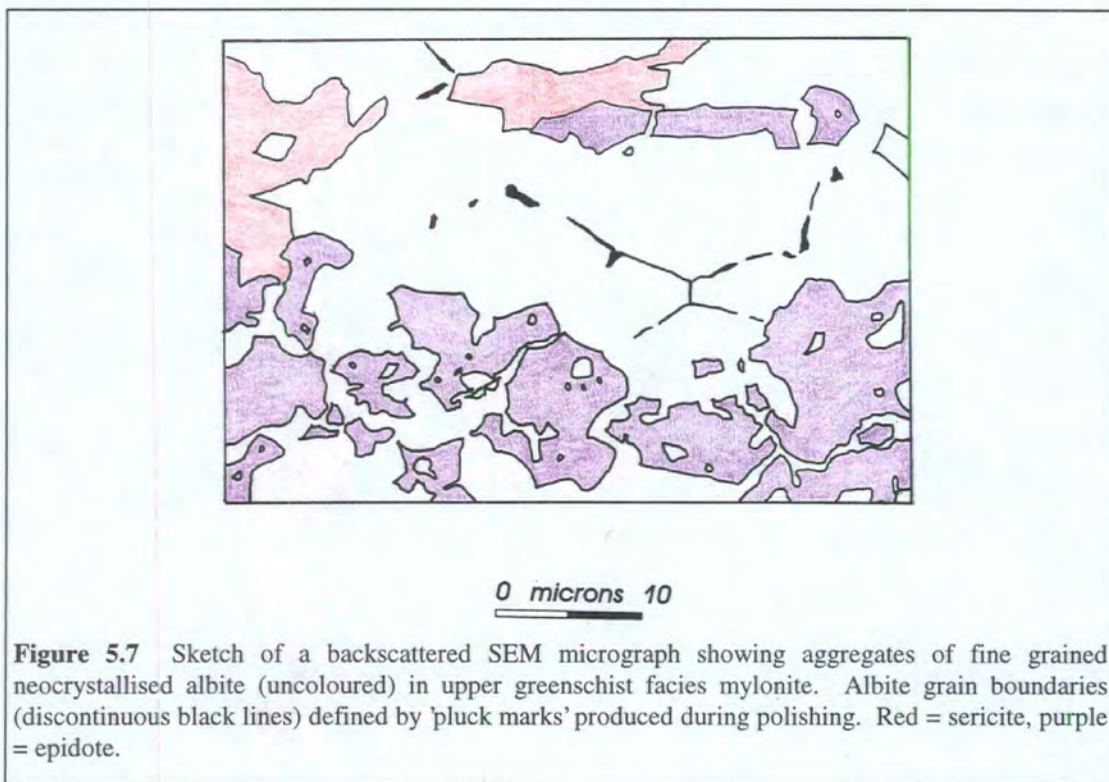 0 microns 10
Figure 5.7 Sketch of a backscattered SEM micrograph showing aggregates of fine grained
neocrystallised albite (uncoloured) in upper greenschist facies mylonite. Albite grain boundaries
(discontinuous black lines) defined by 'pluck marks' produced during polishing. Red = sericite, purple
= epidote.